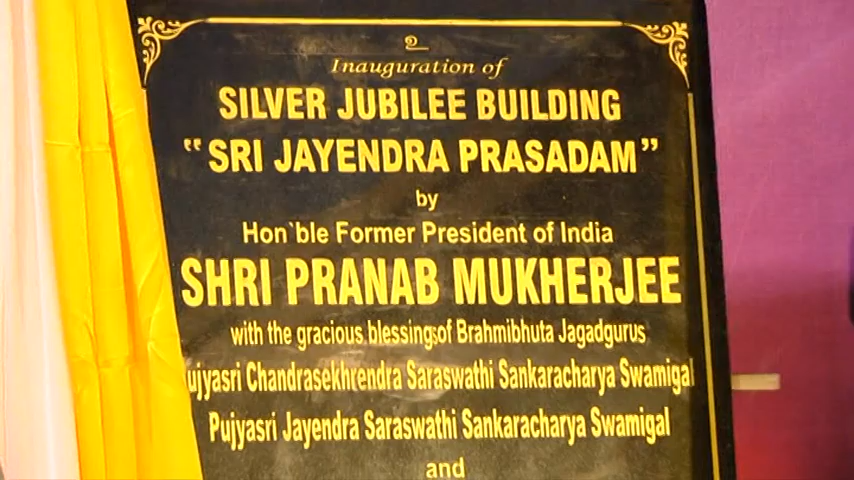 உ
Inauguration of
SILVER JUBILEE BUILDING
“SRI JAYENDRA PRASADAM”
by
Hon`ble Former President of India
SHRI PRANAB MUKHERJEE
with the gracious blessings of Brahmibhuta Jagadgurus
ujyasri Chandrasekhrendra Saraswathi Sankaracharya Swamigal
Pujyasri Jayendra Saraswathi Sankaracharya Swamigal
and